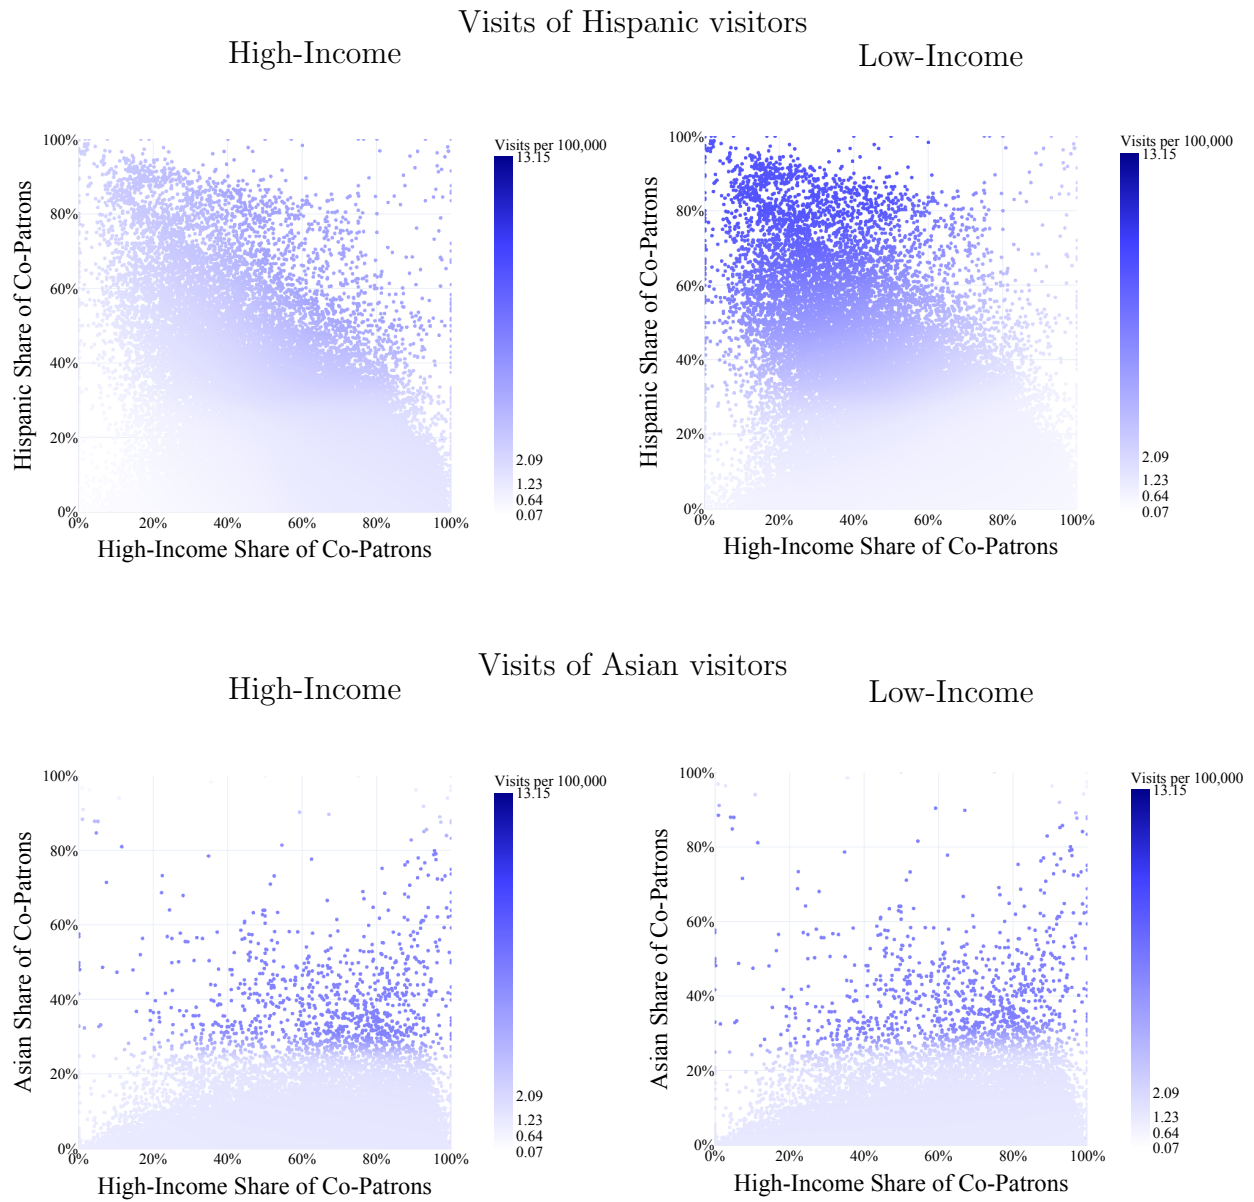 Visits of Hispanic visitors
High-Income
Low-Income
Visits per 100,000
13.15
2.09
1.23
0.64
0.07
100%
80%
60%
40%
20%
0%
Hispanic Share of Co-Patrons
0% 20% 40% 60% 80% 100%
High-Income Share of Co-Patrons
Visits per 100,000
13.15
2.09
1.23
0.64
0.07
100%
80%
60%
40%
20%
0%
Hispanic Share of Co-Patrons
0% 20% 40% 60% 80% 100%
High-Income Share of Co-Patrons
Visits of Asian visitors
High-Income
Low-Income
Visits per 100,000
13.15
2.09
1.23
0.64
0.07
100%
80%
60%
40%
20%
0%
Asian Share of Co-Patrons
0% 20% 40% 60% 80% 100%
High-Income Share of Co-Patrons
Visits per 100,000
13.15
2.09
1.23
0.64
0.07
100%
80%
60%
40%
20%
0%
Asian Share of Co-Patrons
0% 20% 40% 60% 80% 100%
High-Income Share of Co-Patrons